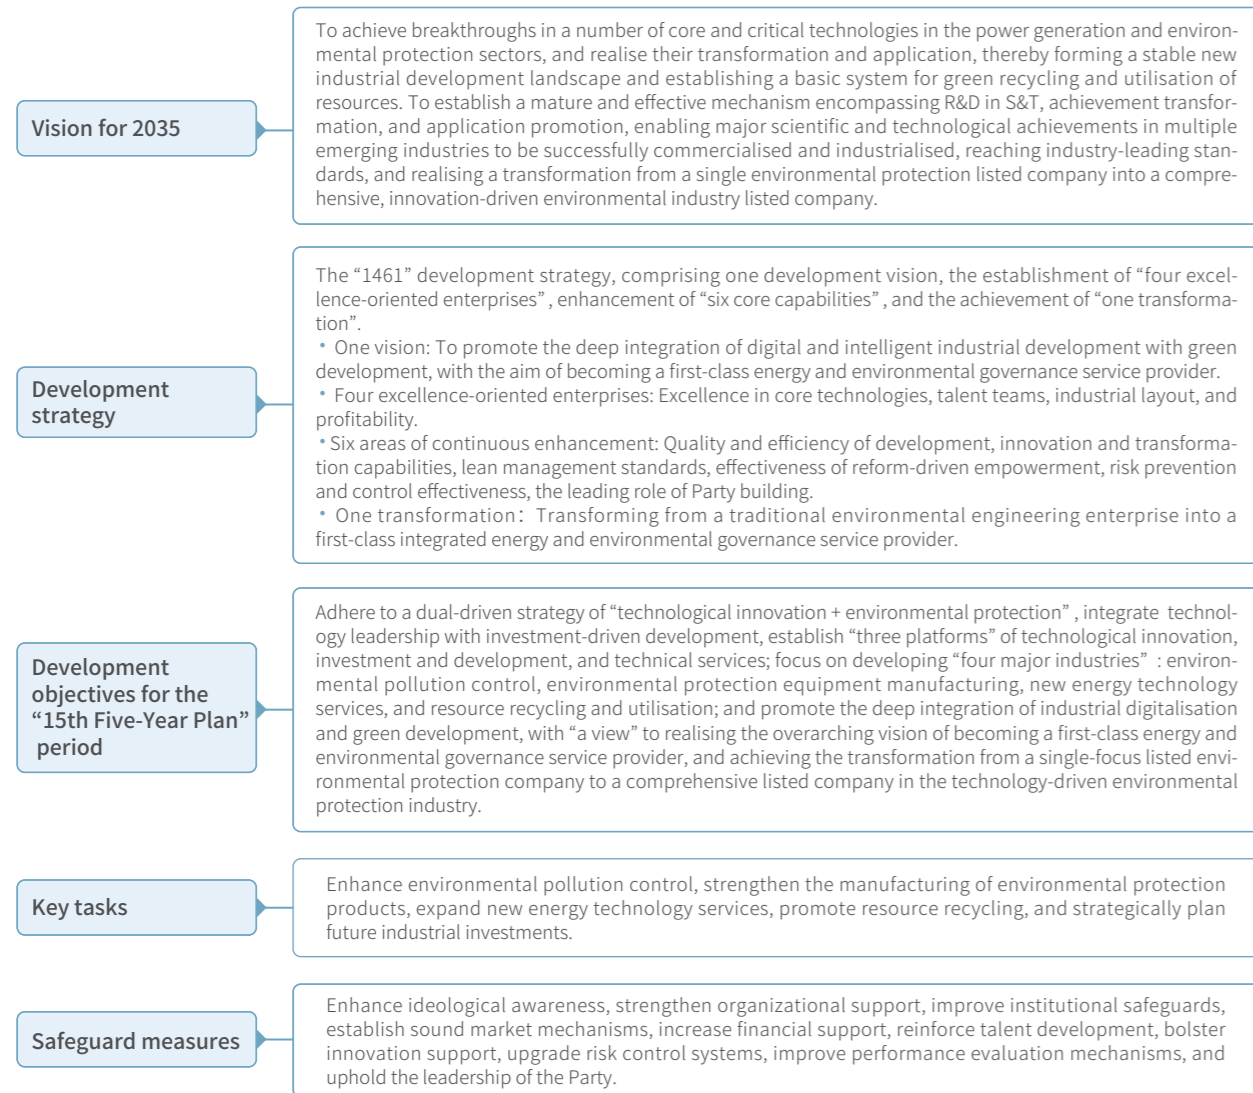 Vision for 2035
To achieve breakthroughs in a number of core and critical technologies in the power generation and environ-
mental protection sectors, and realise their transformation and application, thereby forming a stable new
industrial development landscape and establishing a basic system for green recycling and utilisation of
resources. To establish a mature and effective mechanism encompassing R&D in S&T, achievement transfor-
mation, and application promotion, enabling major scientific and technological achievements in multiple
emerging industries to be successfully commercialised and industrialised, reaching industry-leading stan-
dards, and realising a transformation from a single environmental protection listed company into a compre-
hensive, innovation-driven environmental industry listed company.
Development
strategy
The “1461” development strategy, comprising one development vision, the establishment of “four excel-
lence-oriented enterprises” , enhancement of “six core capabilities” , and the achievement of “one transforma-
tion”.
• One vision: To promote the deep integration of digital and intelligent industrial development with green
development, with the aim of becoming a first-class energy and environmental governance service provider.
• Four excellence-oriented enterprises: Excellence in core technologies, talent teams, industrial layout, and
profitability.
• Six areas of continuous enhancement: Quality and efficiency of development, innovation and transforma-
tion capabilities, lean management standards, effectiveness of reform-driven empowerment, risk prevention
and control effectiveness, the leading role of Party building.
• One transformation： Transforming from a traditional environmental engineering enterprise into a
first-class integrated energy and environmental governance service provider.
Development
objectives for the
“15th Five-Year Plan”
period
Adhere to a dual-driven strategy of “technological innovation + environmental protection” , integrate technol-
ogy leadership with investment-driven development, establish “three platforms” of technological innovation,
investment and development, and technical services; focus on developing “four major industries” : environ-
mental pollution control, environmental protection equipment manufacturing, new energy technology
services, and resource recycling and utilisation; and promote the deep integration of industrial digitalisation
and green development, with “a view” to realising the overarching vision of becoming a first-class energy and
environmental governance service provider, and achieving the transformation from a single-focus listed envi-
ronmental protection company to a comprehensive listed company in the technology-driven environmental
protection industry.
Key tasks
Enhance environmental pollution control, strengthen the manufacturing of environmental protection
products, expand new energy technology services, promote resource recycling, and strategically plan
future industrial investments.
Safeguard measures
Enhance ideological awareness, strengthen organizational support, improve institutional safeguards,
establish sound market mechanisms, increase financial support, reinforce talent development, bolster
innovation support, upgrade risk control systems, improve performance evaluation mechanisms, and
uphold the leadership of the Party.